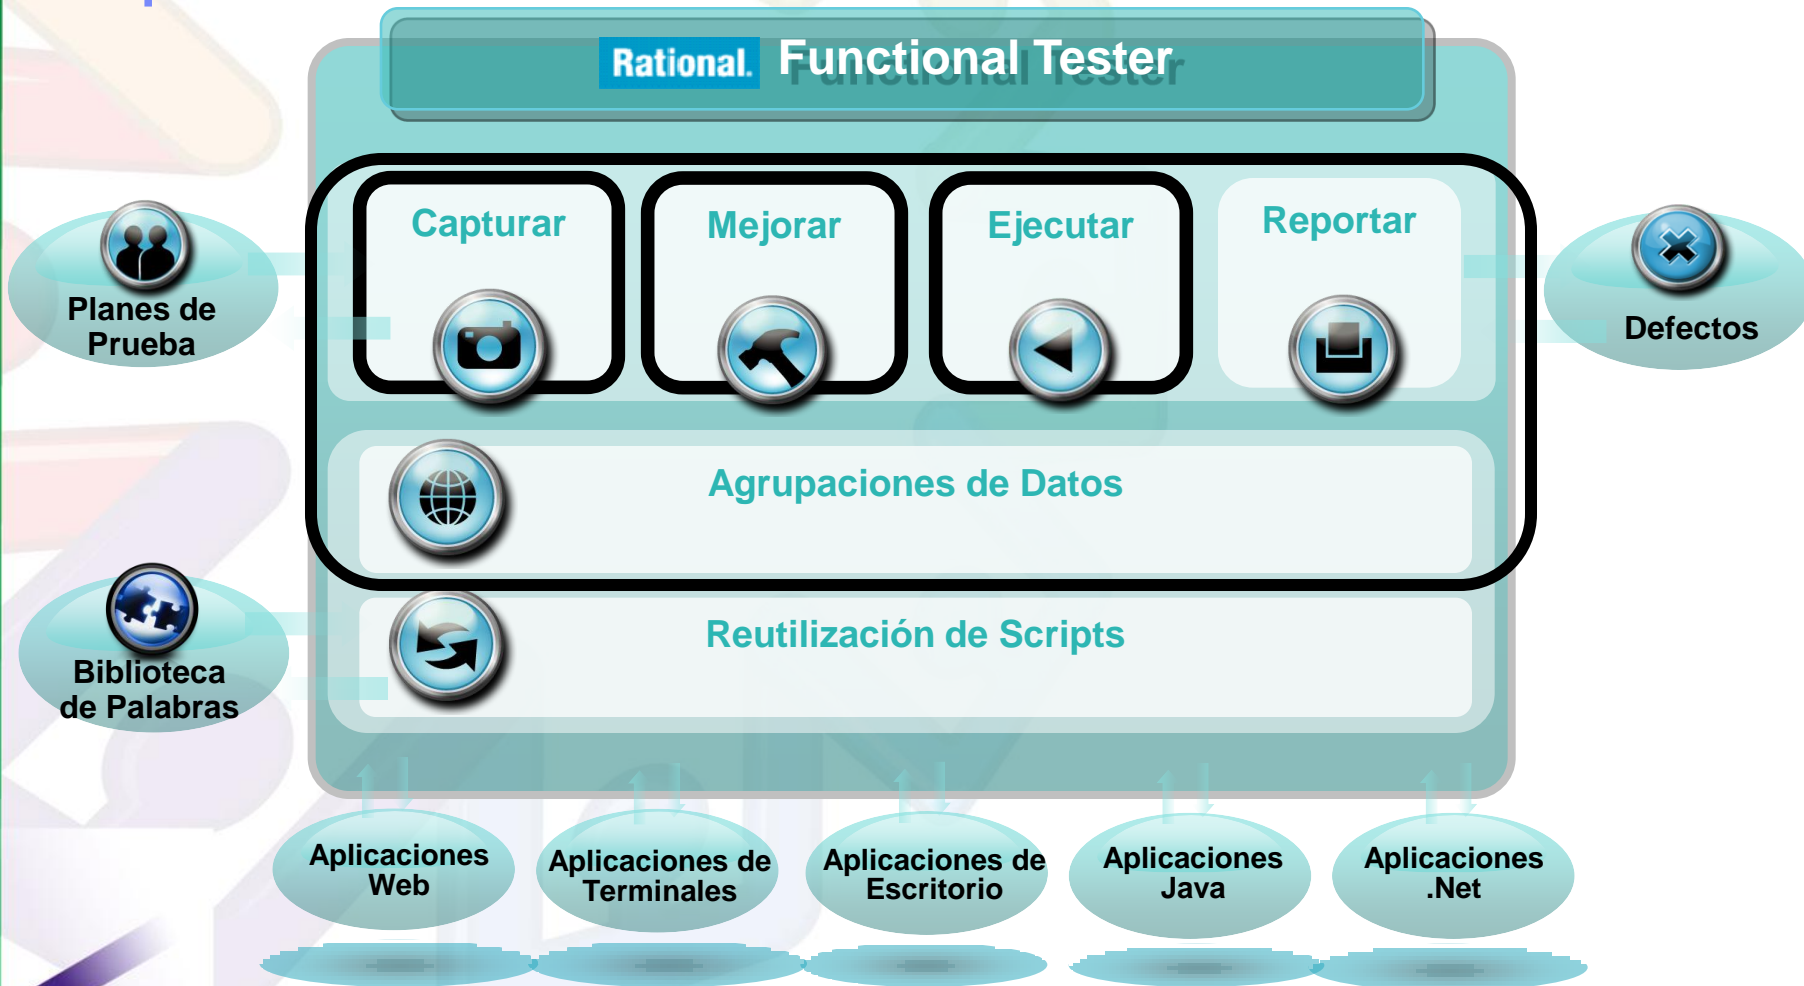 Rational. Functional Tester
Capturar
Mejorar
Ejecutar
Reportar
Planes de
Prueba
Defectos
Agrupaciones de Datos
Reutilización de Scripts
Biblioteca
de Palabras
Aplicaciones
Web
Aplicaciones de
Terminales
Aplicaciones de
Escritorio
Aplicaciones
Java
Aplicaciones
.Net